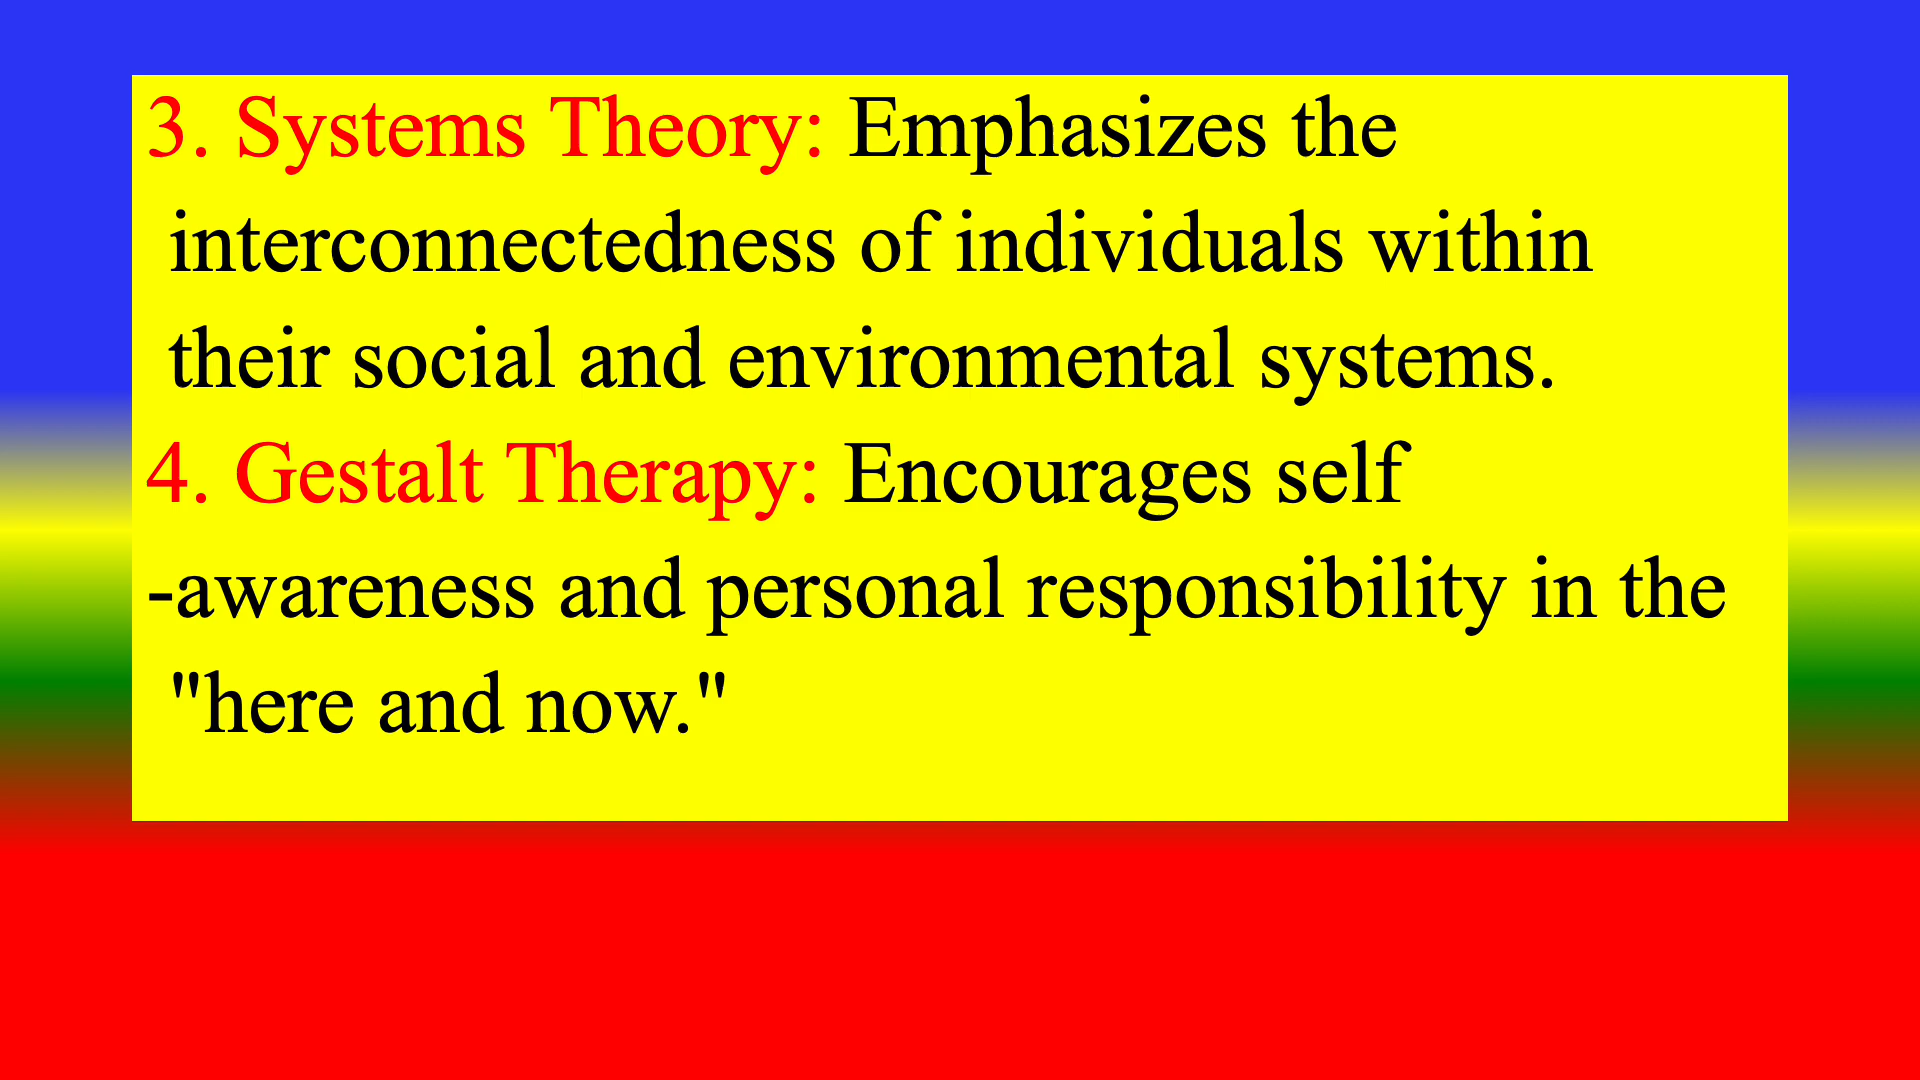 3. Systems Theory: Emphasizes the
interconnectedness of individuals within
their social and environmental systems.
4. Gestalt Therapy: Encourages self
-awareness and personal responsibility in the
"here and now."